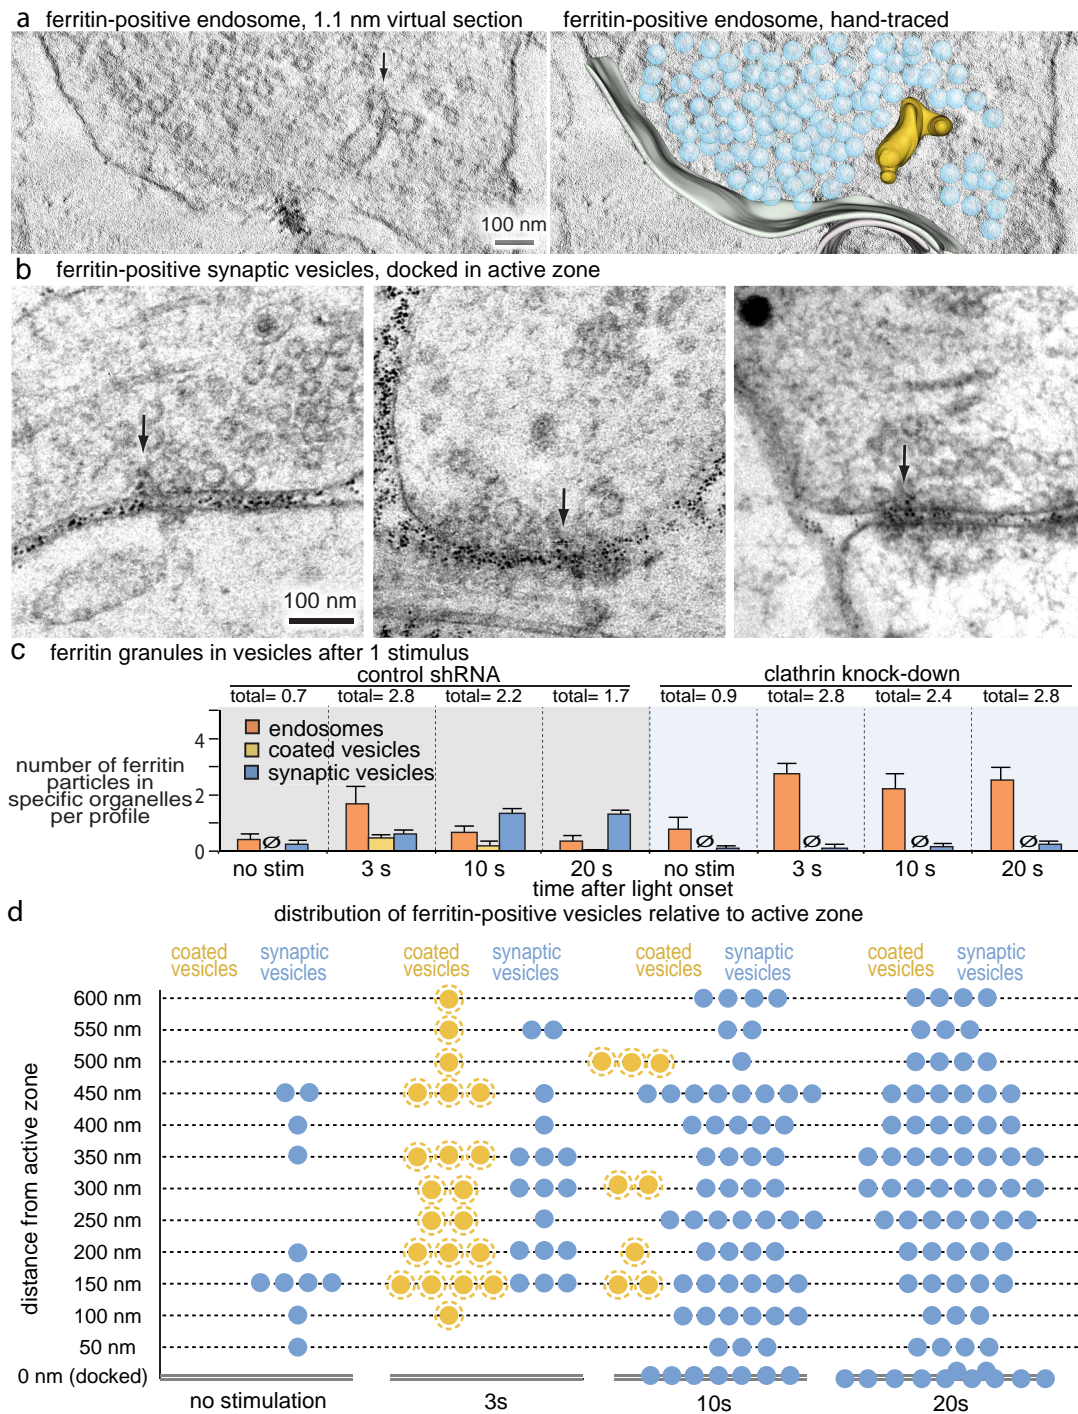 a ferritin-positive endosome, 1.1 nm virtual section
ferritin-positive endosome, hand-traced
100 nm
b ferritin-positive synaptic vesicles, docked in active zone
100 nm
c ferritin granules in vesicles after 1 stimulus
control shRNA
clathrin knock-down
total= 0.7 total= 2.8 total= 2.2 total= 1.7 total= 0.9 total= 2.8 total= 2.4 total= 2.8
number of ferritin
particles in
specific organelles
per profile
4
2
0
endosomes
coated vesicles
synaptic vesicles
Ø Ø Ø Ø Ø
no stim 3 s 10 s 20 s no stim 3 s 10 s 20 s
time after light onset
d distribution of ferritin-positive vesicles relative to active zone
coated synaptic coated synaptic coated synaptic coated synaptic
vesicles vesicles vesicles vesicles vesicles vesicles vesicles vesicles
distance from active zone
600 nm
550 nm
500 nm
450 nm
400 nm
350 nm
300 nm
250 nm
200 nm
150 nm
100 nm
50 nm
0 nm (docked)
no stimulation 3s 10s 20s